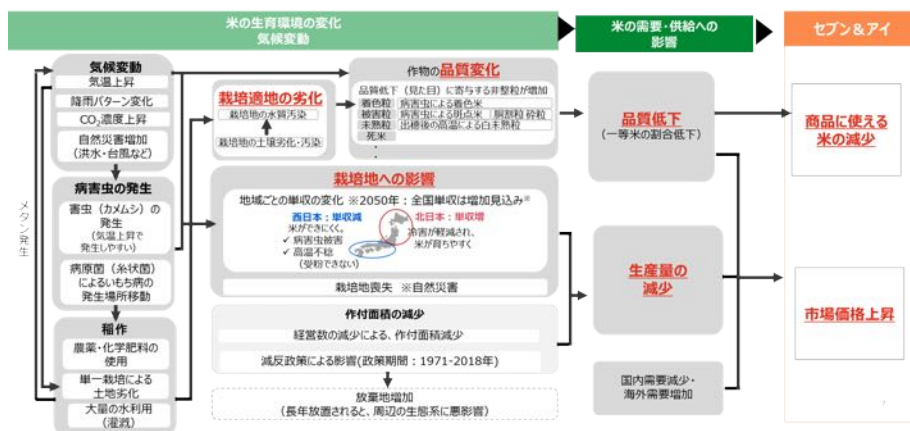 米の生育環境の変化
気候変動
米の需要・供給への
影響
セブン＆アイ
気候変動
気温上昇
降雨パターン変化
CO₂濃度上昇
自然災害増加
(洪水・台風など)
病害虫の発生
害虫（カメムシ）の
発生
(気温上昇で
発生しやすい)
病原菌（糸状菌）
によるいもち病の
発生場所移動
稲作
農薬・化学肥料の
使用
単一栽培による
土地劣化
大量の水利用
(灌漑)
メタン発生
栽培適地の劣化
栽培地の水質汚染
栽培地の土壌劣化・汚染
作物の品質変化
品質低下（見た目）に寄与する非整粒が増加
着色粒 病害虫による着色米
被害粒 病害虫による斑点米 胴割粒 砕粒
未熟粒 出穂後の高温による白未熟粒
死米
・
・
栽培地への影響
地域ごとの単収の変化 ※2050年：全国単収は増加見込み※
西日本：単収減
米ができにくく。
✓ 病害虫被害
✓ 高温不稔
(受粉できない)
北日本：単収増
冷害が軽減され、
米が育ちやすく
栽培地喪失 ※自然災害
作付面積の減少
経営数の減少による、作付面積減少
減反政策による影響(政策期間：1971-2018年)
放棄地増加
(長年放置されると、周辺の生態系に悪影響)
品質低下
(一等米の割合低下)
生産量の
減少
国内需要減少・
海外需要増加
商品に使える
米の減少
市場価格上昇